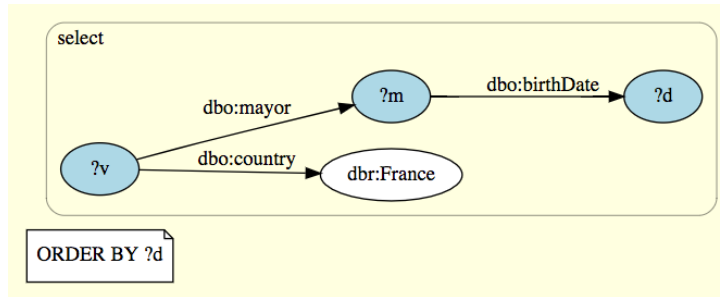 select
?m
dbo:birthDate
?d
dbo:mayor
?v
dbo:country
dbr:France
ORDER BY ?d